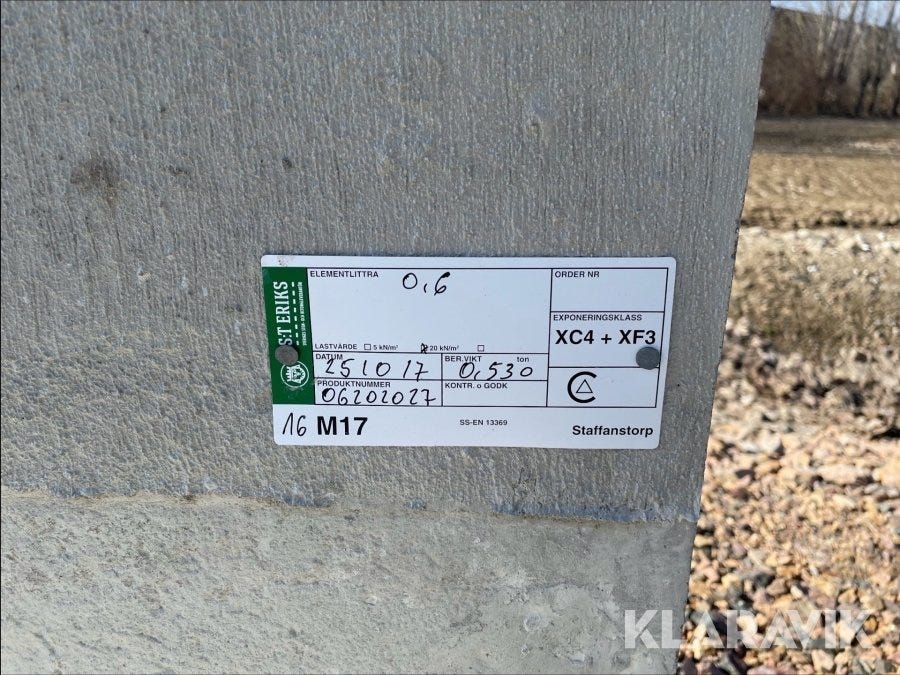 S:T ERIKS
ELEMENTLITTRA
0,6
LASTVÄRDE 5 kN/m² 20 kN/m²
DATUM
251017
BER.VIKT ton
0,530
PRODUKTNUMMER
06202027
KONTR. o GODK
ORDER NR
EXPONERINGSKLASS
XC4 + XF3
16 M17
SS-EN 13369
Staffanstorp
KLARAVIK